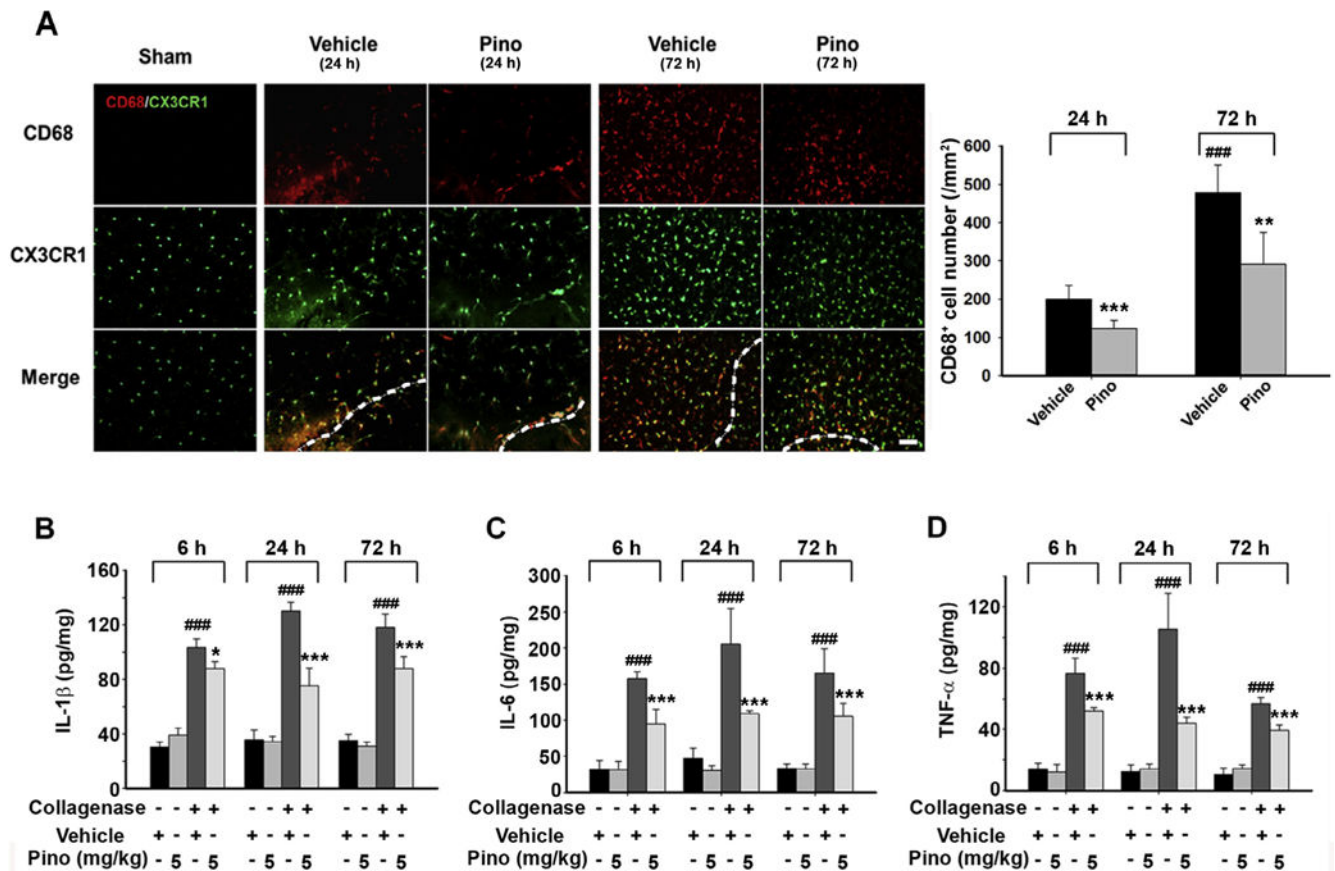 A
Sham
Vehicle
(24 h)
Pino
(24 h)
Vehicle
(72 h)
Pino
(72 h)
CD68/CX3CR1
CD68
CX3CR1
Merge
24 h
72 h
CD68+ cell number (/mm²)
600
500
400
300
200
100
0
***
###
**
Vehicle
Pino
Vehicle
Pino
B
6 h
24 h
72 h
IL-1β (pg/mg)
160
120
80
40
0
###
*
###
***
###
***
Collagenase - - + + - - + + - - + +
Vehicle + - + - + - + - + - + -
Pino (mg/kg) - 5 - 5 - 5 - 5 - 5 - 5
C
6 h
24 h
72 h
IL-6 (pg/mg)
300
250
200
150
100
50
0
###
***
###
***
###
***
Collagenase - - + + - - + + - - + +
Vehicle + - + - + - + - + - + -
Pino (mg/kg) - 5 - 5 - 5 - 5 - 5 - 5
D
6 h
24 h
72 h
TNF-α (pg/mg)
120
80
40
0
###
***
###
***
###
***
Collagenase - - + + - - + + - - + +
Vehicle + - + - + - + - + - + -
Pino (mg/kg) - 5 - 5 - 5 - 5 - 5 - 5